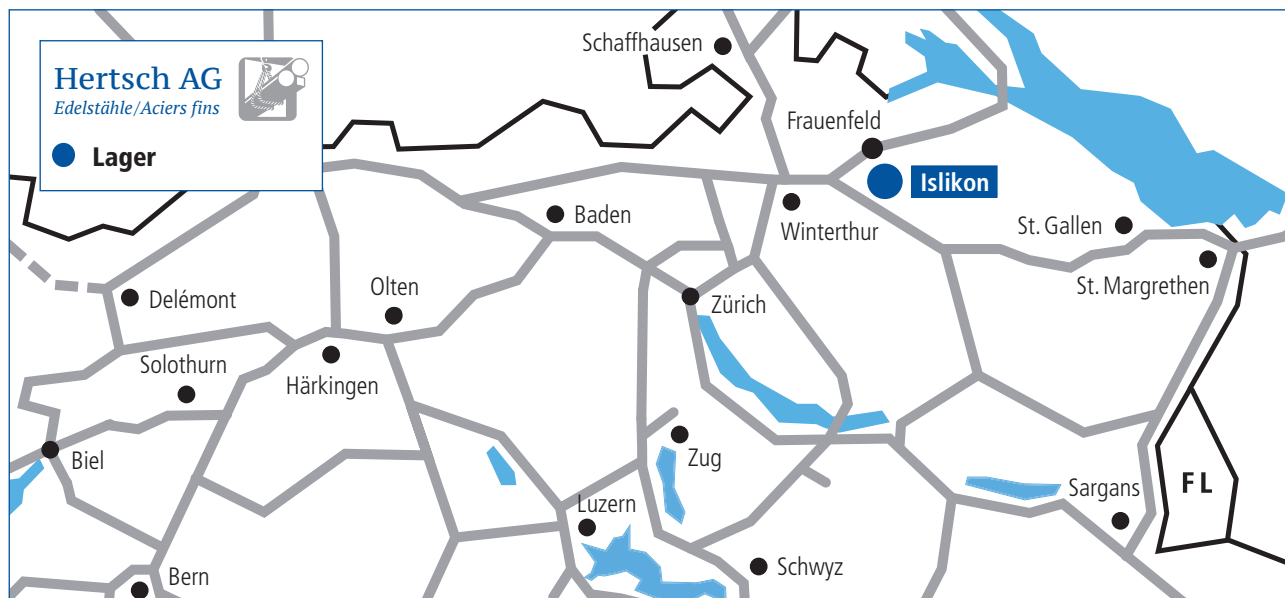 Hertsch AG
Edelstähle/Aciers fins
Lager
Schaffhausen
Frauenfeld
Islikon
Baden
Winterthur
St. Gallen
St. Margrethen
Delémont
Olten
Zürich
Solothurn
Härkingen
Biel
Zug
Luzern
Sargans
FL
Bern
Schwyz